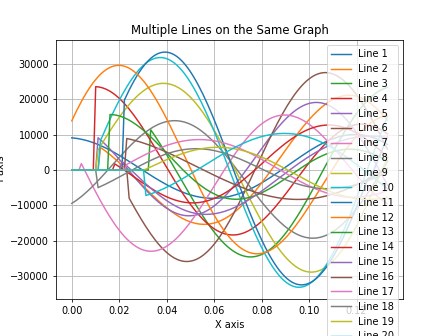 Multiple Lines on the Same Graph
30000
20000
10000
0
−10000
−20000
−30000
0.00
0.02
0.04
0.06
0.08
0.10
X axis
Line 1
Line 2
Line 3
Line 4
Line 5
Line 6
Line 7
Line 8
Line 9
Line 10
Line 11
Line 12
Line 13
Line 14
Line 15
Line 16
Line 17
Line 18
Line 19
Line 20